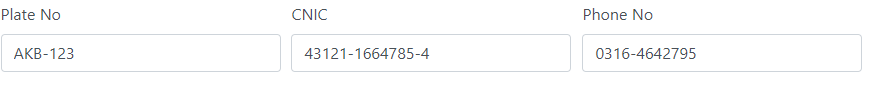 Plate No CNIC Phone No
AKB-123 43121-1664785-4 0316-4642795